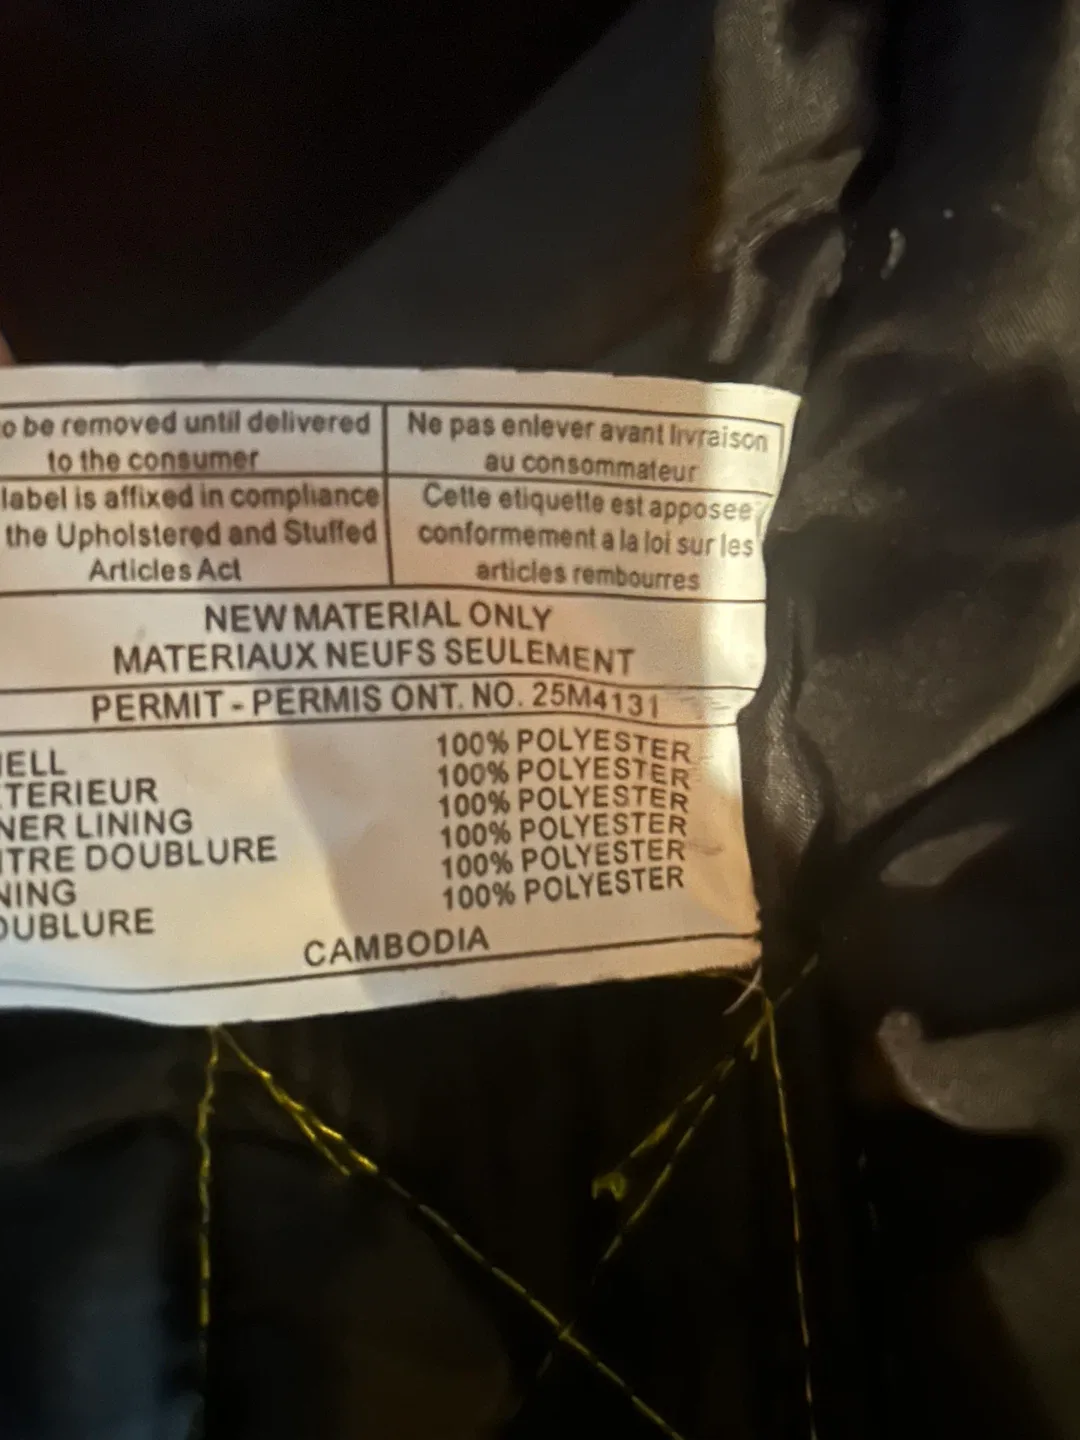 o be removed until delivered
to the consumer
Ne pas enlever avant livraison
au consommateur
label is affixed in compliance
the Upholstered and Stuffed
Articles Act
Cette etiquette est apposee
conformement a la loi sur les
articles rembourres
NEW MATERIAL ONLY
MATERIAUX NEUFS SEULEMENT
PERMIT - PERMIS ONT. NO. 25M4131
ELL 100% POLYESTER
TERIEUR 100% POLYESTER
NER LINING 100% POLYESTER
TRE DOUBLURE 100% POLYESTER
NING 100% POLYESTER
OUBLURE 100% POLYESTER
CAMBODIA